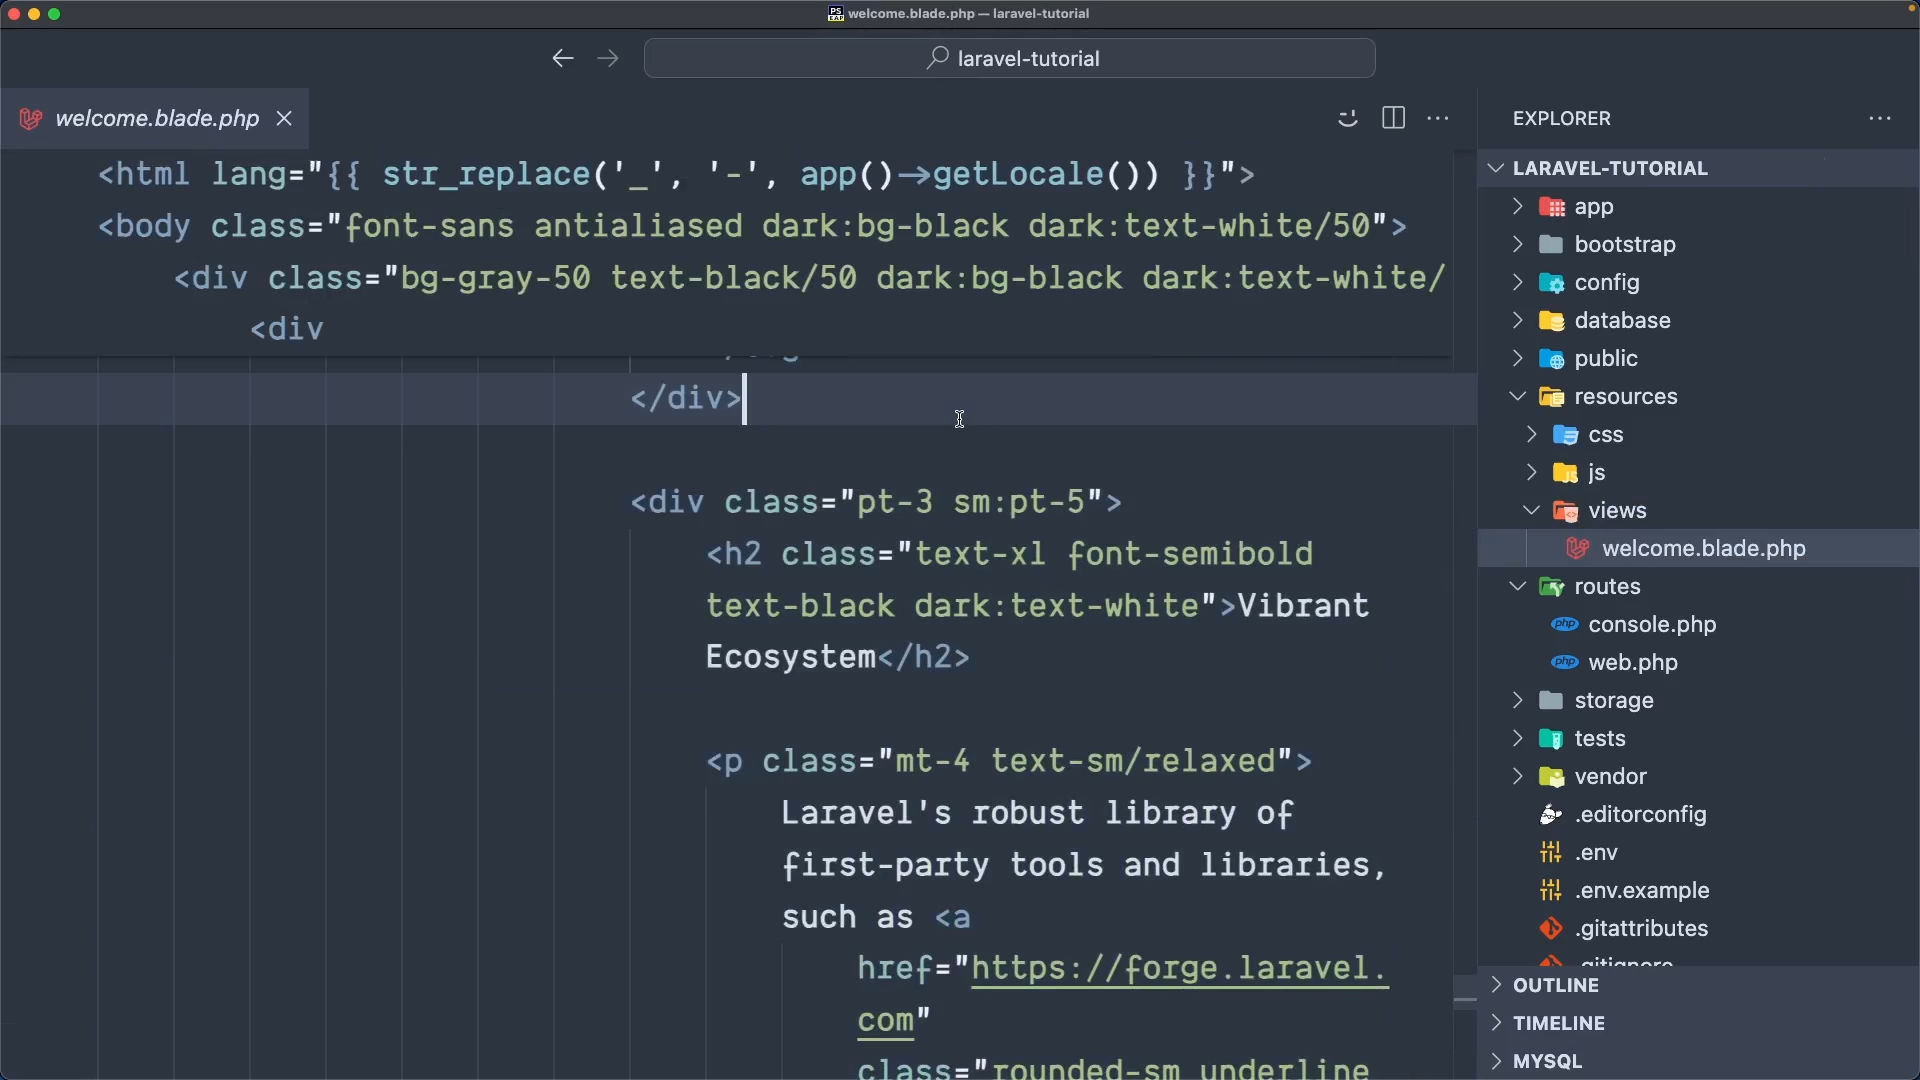 welcome.blade.php — laravel-tutorial
laravel-tutorial
welcome.blade.php
<html lang="{{ str_replace('_', '-', app()->getLocale()) }}">
<body class="font-sans antialiased dark:bg-black dark:text-white/50">
<div class="bg-gray-50 text-black/50 dark:bg-black dark:text-white/
<div
</div>
<div class="pt-3 sm:pt-5">
<h2 class="text-xl font-semibold
text-black dark:text-white">Vibrant
Ecosystem</h2>
<p class="mt-4 text-sm/relaxed">
Laravel's robust library of
first-party tools and libraries,
such as <a
href="https://forge.laravel.
com"
class="rounded-sm underline
EXPLORER
LARAVEL-TUTORIAL
app
bootstrap
config
database
public
resources
css
js
views
welcome.blade.php
routes
php console.php
php web.php
storage
tests
vendor
.editorconfig
.env
.env.example
.gitattributes
.gitignore
OUTLINE
TIMELINE
MYSQL